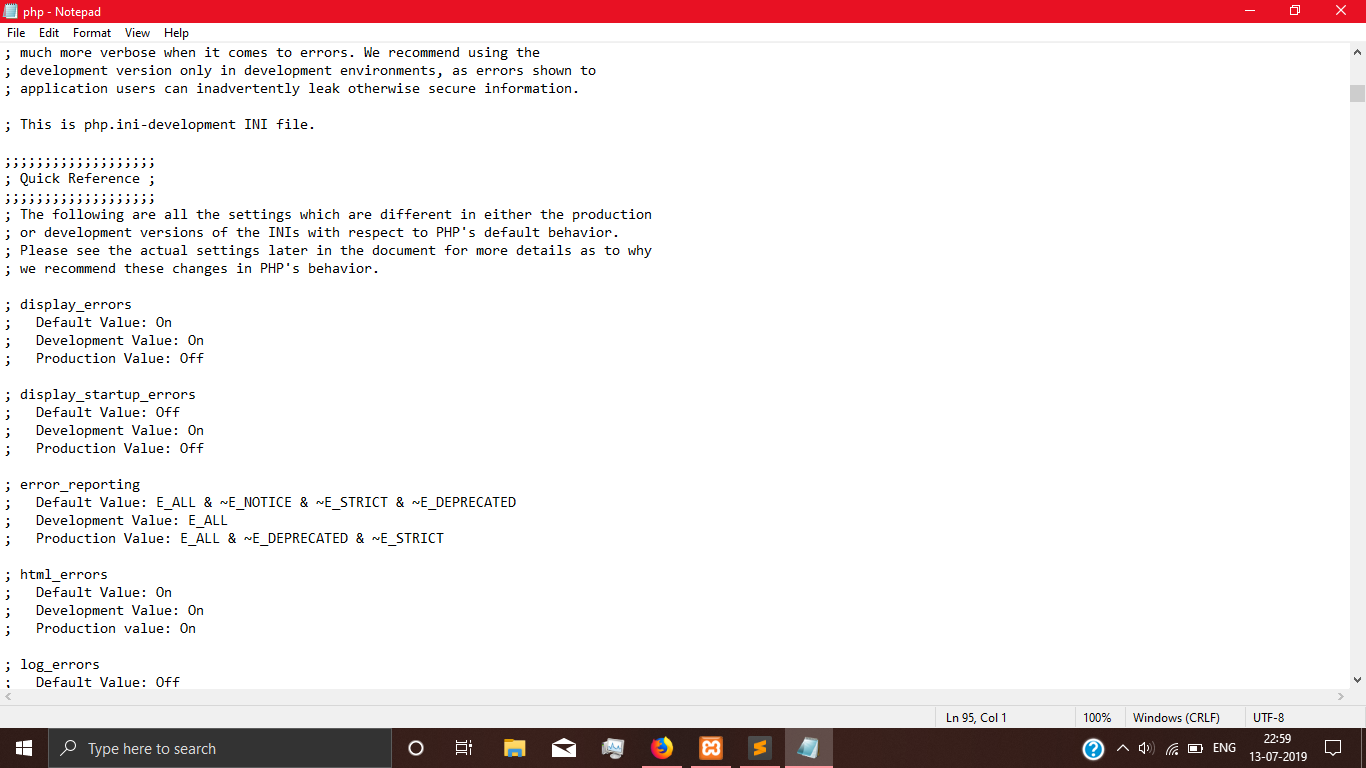 php - Notepad
File Edit Format View Help
; much more verbose when it comes to errors. We recommend using the
; development version only in development environments, as errors shown to
; application users can inadvertently leak otherwise secure information.
; This is php.ini-development INI file.
;;;;;;;;;;;;;;;;;;;
; Quick Reference ;
;;;;;;;;;;;;;;;;;;;
; The following are all the settings which are different in either the production
; or development versions of the INIs with respect to PHP's default behavior.
; Please see the actual settings later in the document for more details as to why
; we recommend these changes in PHP's behavior.
; display_errors
;   Default Value: On
;   Development Value: On
;   Production Value: Off
; display_startup_errors
;   Default Value: Off
;   Development Value: On
;   Production Value: Off
; error_reporting
;   Default Value: E_ALL & ~E_NOTICE & ~E_STRICT & ~E_DEPRECATED
;   Development Value: E_ALL
;   Production Value: E_ALL & ~E_DEPRECATED & ~E_STRICT
; html_errors
;   Default Value: On
;   Development Value: On
;   Production value: On
; log_errors
;   Default Value: Off
Ln 95, Col 1 100% Windows (CRLF) UTF-8
Type here to search
ENG
22:59
13-07-2019